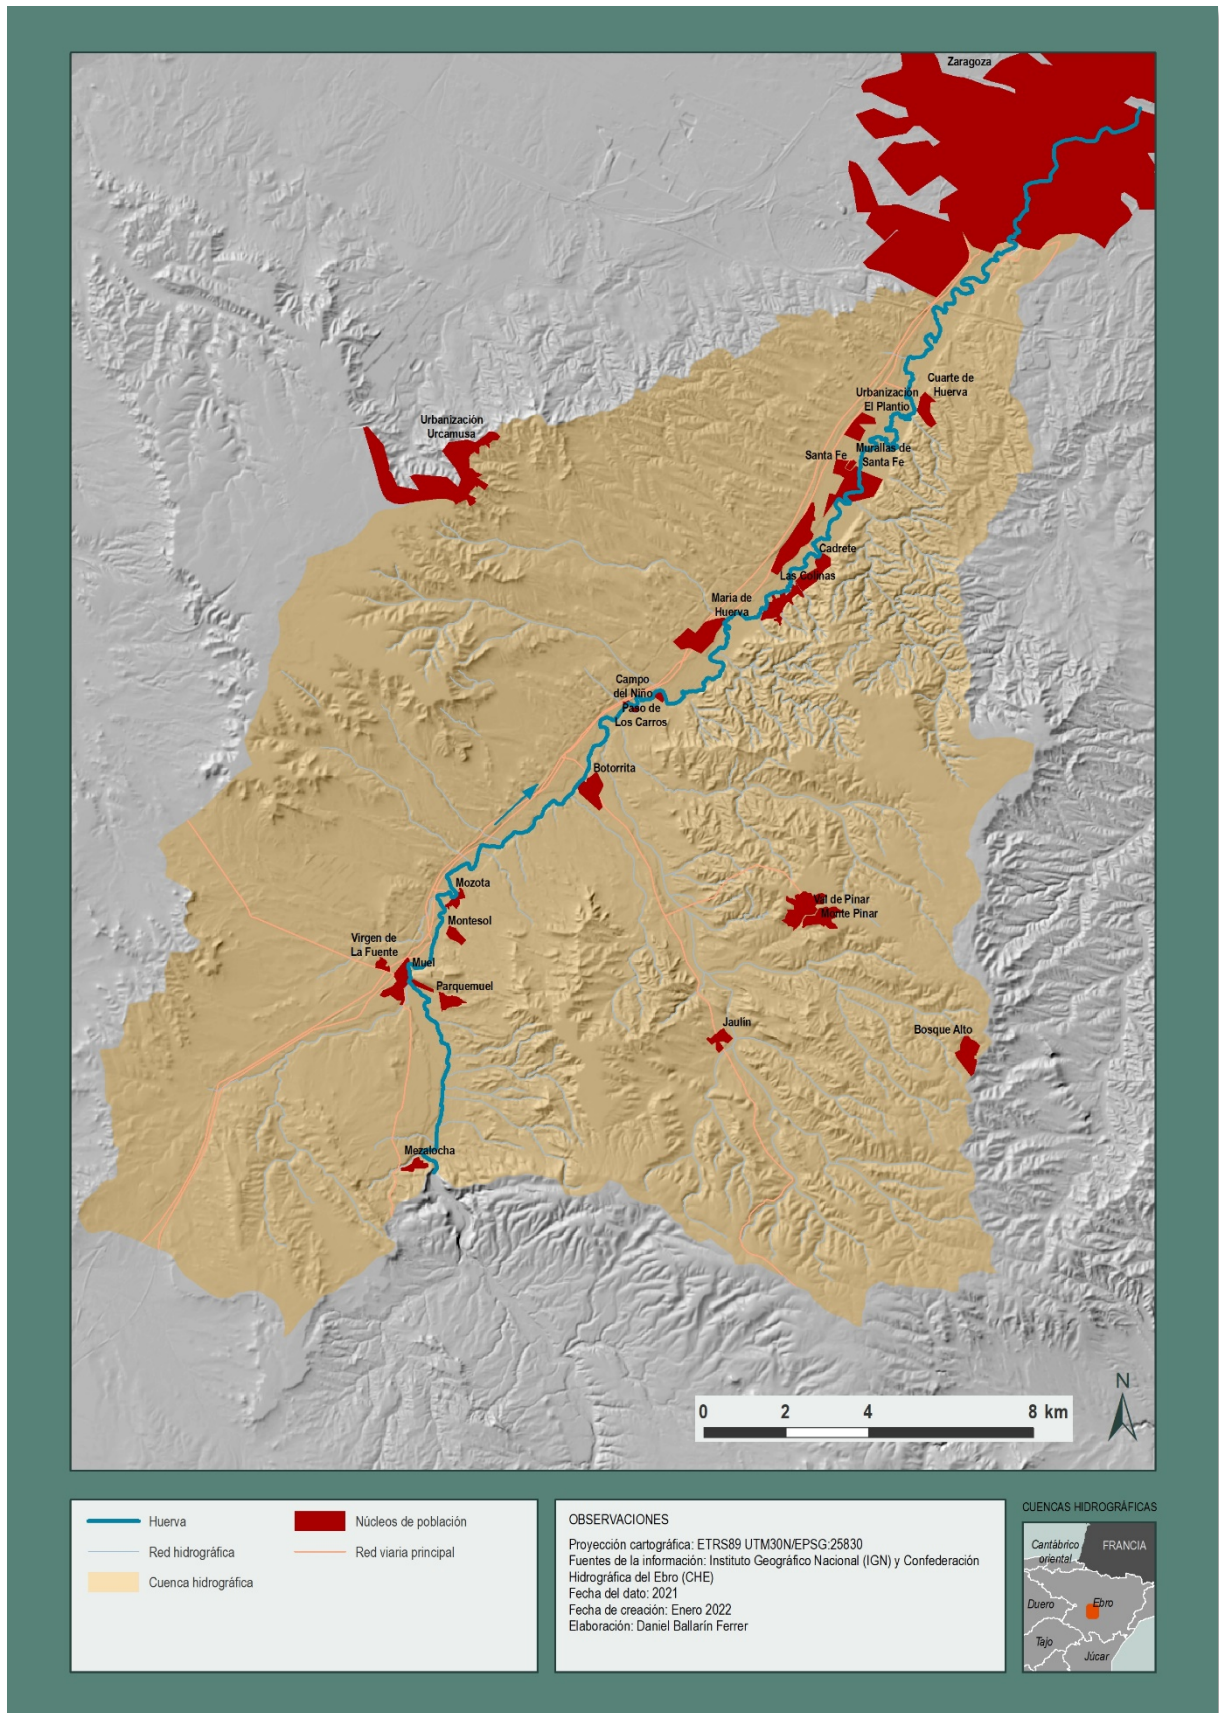 Zaragoza
Cuarte de
Huerva
Urbanización
El Plantio
Urbanización
Urcamusa
Murallas de
Santa Fe
Santa Fe
Cadrete
Las Colinas
Maria de
Huerva
Campo
del Niño
Paso de
Los Carros
Botorrita
Mozota
Val de Pinar
Monte Pinar
Montesol
Virgen de
La Fuente
Muel
Parquemuel
Jaulín
Bosque Alto
Mezalocha
N
0 2 4 8 km
Huerva
Red hidrográfica
Cuenca hidrográfica
Núcleos de población
Red viaria principal
OBSERVACIONES
Proyección cartográfica: ETRS89 UTM30N/EPSG:25830
Fuentes de la información: Instituto Geográfico Nacional (IGN) y Confederación
Hidrográfica del Ebro (CHE)
Fecha del dato: 2021
Fecha de creación: Enero 2022
Elaboración: Daniel Ballarín Ferrer
CUENCAS HIDROGRÁFICAS
Cantábrico
oriental
FRANCIA
Duero
Ebro
Tajo
Júcar